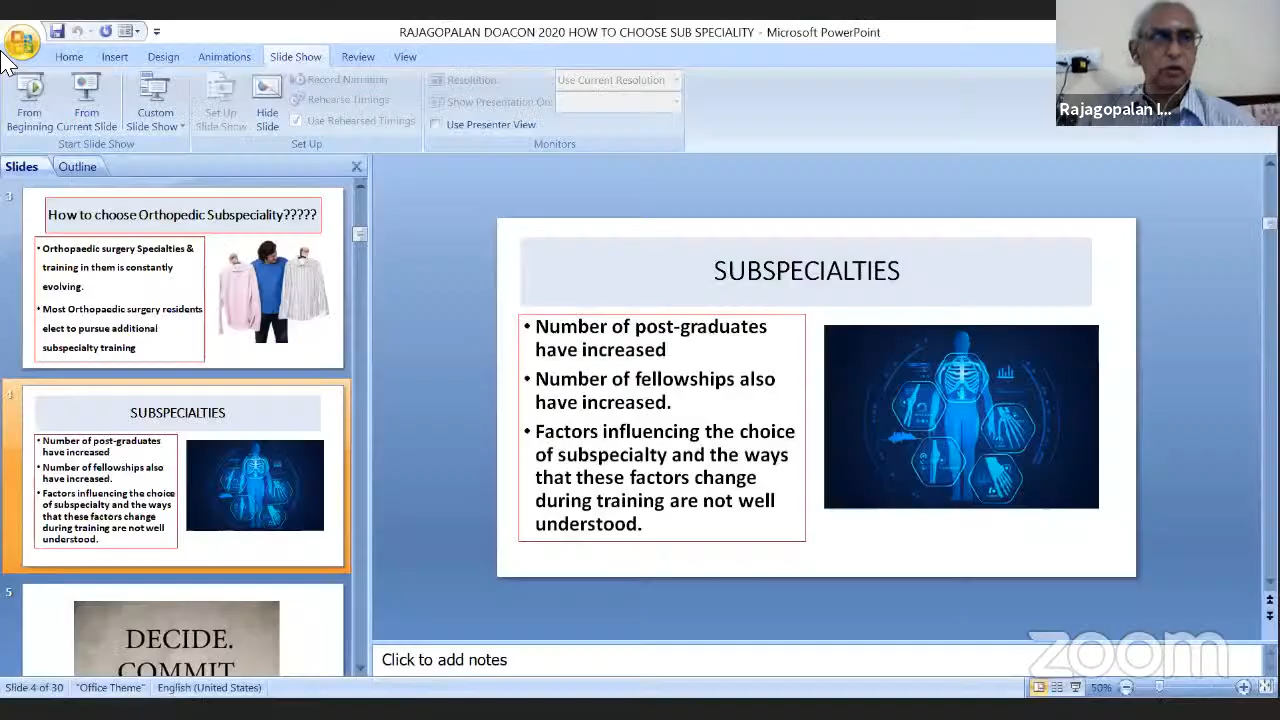 RAJAGOPALAN DOACON 2020 HOW TO CHOOSE SUB SPECIALITY - Microsoft PowerPoint
Home Insert Design Animations Slide Show Review View
From Beginning
From Current Slide
Custom Slide Show
Start Slide Show
Set Up Slide Show
Hide Slide
Record Narration
Rehearse Timings
Use Rehearsed Timings
Set Up
Resolution: Use Current Resolution
Show Presentation On:
Use Presenter View
Monitors
Rajagopalan I...
Slides Outline
3
How to choose Orthopedic Subspeciality?????
• Orthopaedic surgery Specialties &
training in them is constantly
evolving.
• Most Orthopaedic surgery residents
elect to pursue additional
subspecialty training
4
SUBSPECIALTIES
• Number of post-graduates
have increased
• Number of fellowships also
have increased.
• Factors influencing the choice
of subspecialty and the ways
that these factors change
during training are not well
understood.
5
DECIDE.
COMMIT
SUBSPECIALTIES
• Number of post-graduates
have increased
• Number of fellowships also
have increased.
• Factors influencing the choice
of subspecialty and the ways
that these factors change
during training are not well
understood.
Click to add notes
zoom
Slide 4 of 30 "Office Theme" English (United States) 50%